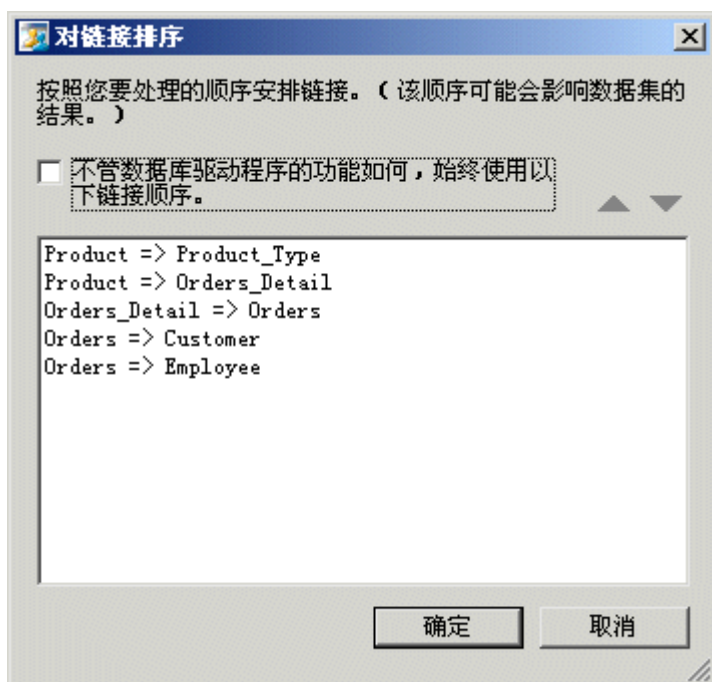 对链接排序
按照您要处理的顺序安排链接。(该顺序可能会影响数据集的
结果。)
不管数据库驱动程序的功能如何,始终使用以
下链接顺序。
Product => Product_Type
Product => Orders_Detail
Orders_Detail => Orders
Orders => Customer
Orders => Employee
确定
取消